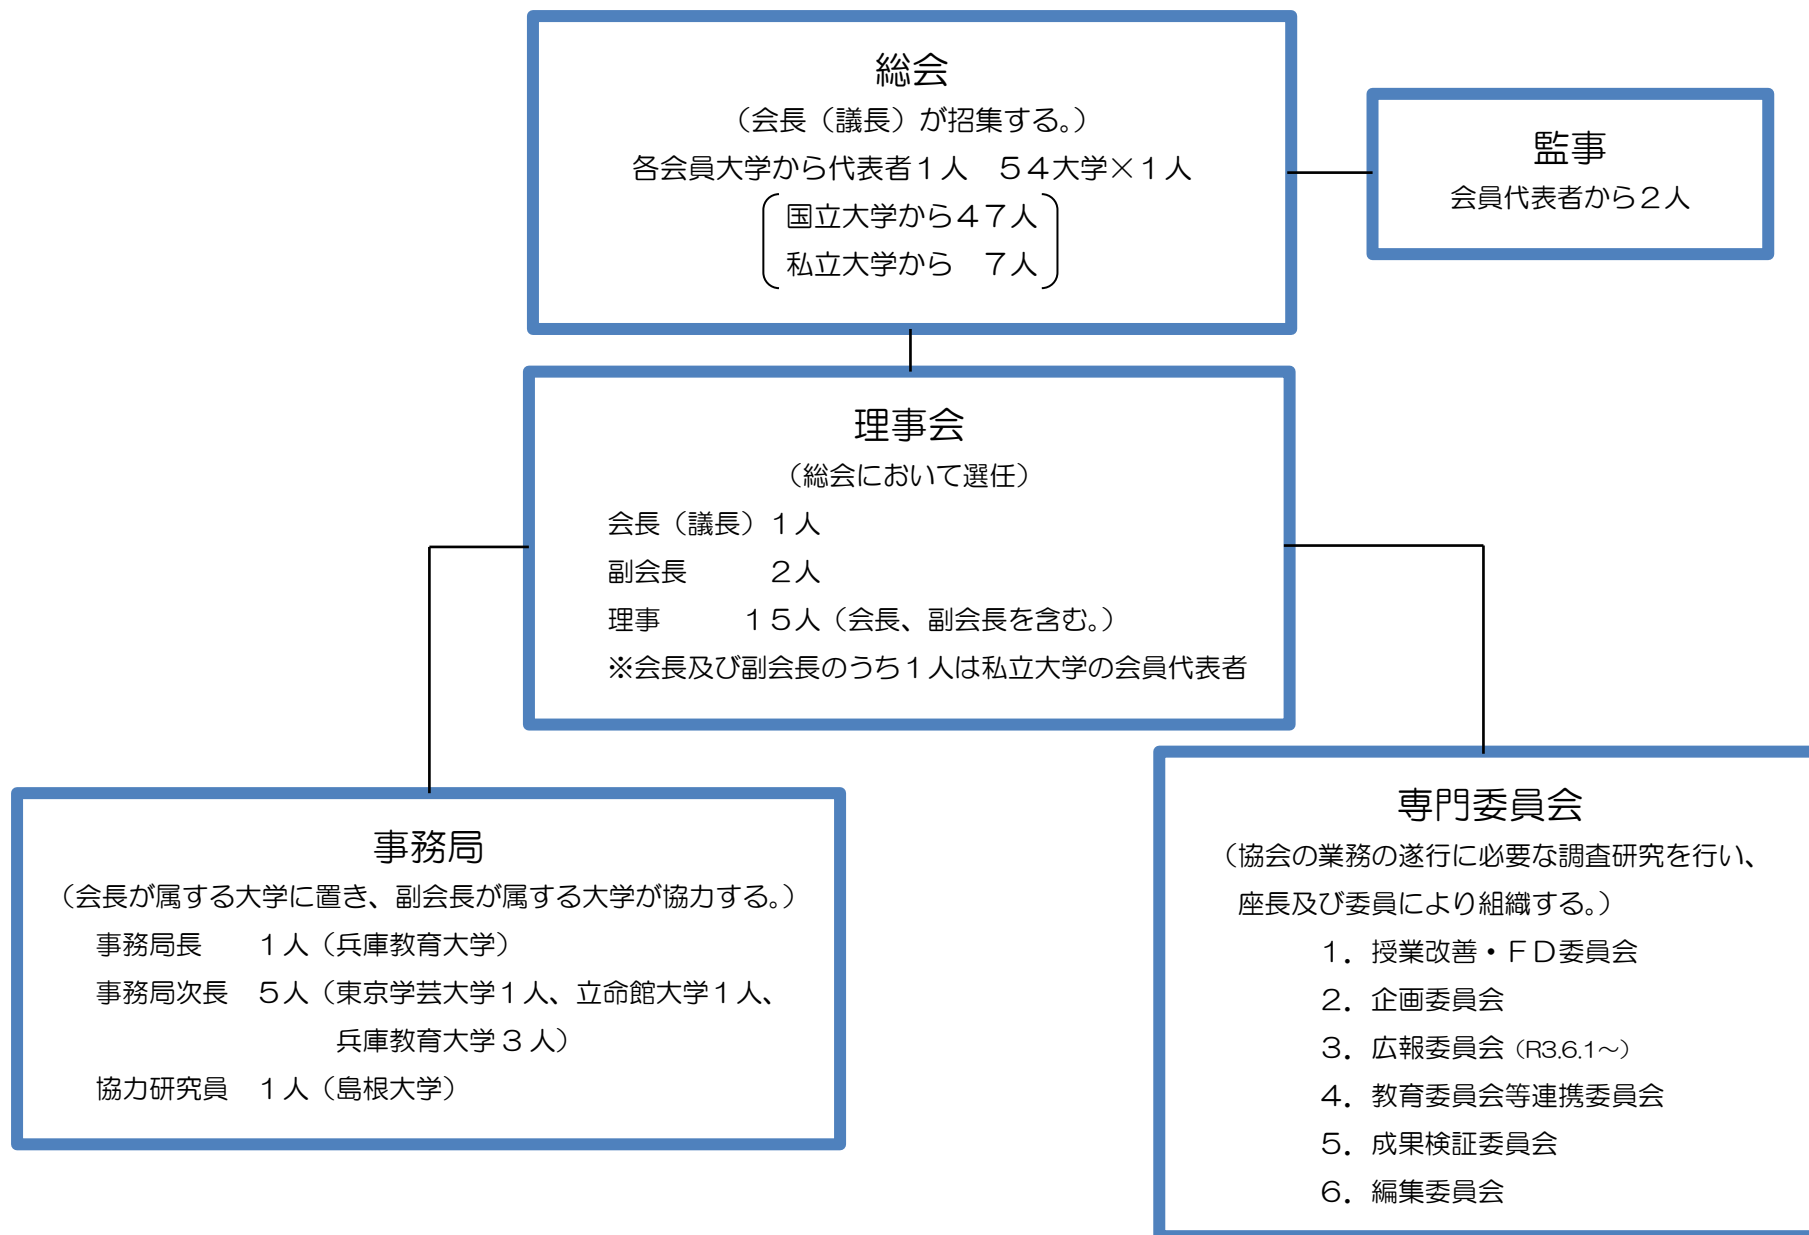 総会
（会長（議長）が招集する。）
各会員大学から代表者１人　５４大学×１人
国立大学から４７人
私立大学から　７人
監事
会員代表者から２人
理事会
（総会において選任）
会長（議長）１人
副会長　　　２人
理事　　　１５人（会長、副会長を含む。）
※会長及び副会長のうち１人は私立大学の会員代表者
事務局
（会長が属する大学に置き、副会長が属する大学が協力する。）
事務局長　１人（兵庫教育大学）
事務局次長　５人（東京学芸大学１人、立命館大学１人、
兵庫教育大学３人）
協力研究員　１人（島根大学）
専門委員会
（協会の業務の遂行に必要な調査研究を行い、
座長及び委員により組織する。）
１．授業改善・ＦＤ委員会
２．企画委員会
３．広報委員会（R3.6.1～）
４．教育委員会等連携委員会
５．成果検証委員会
６．編集委員会